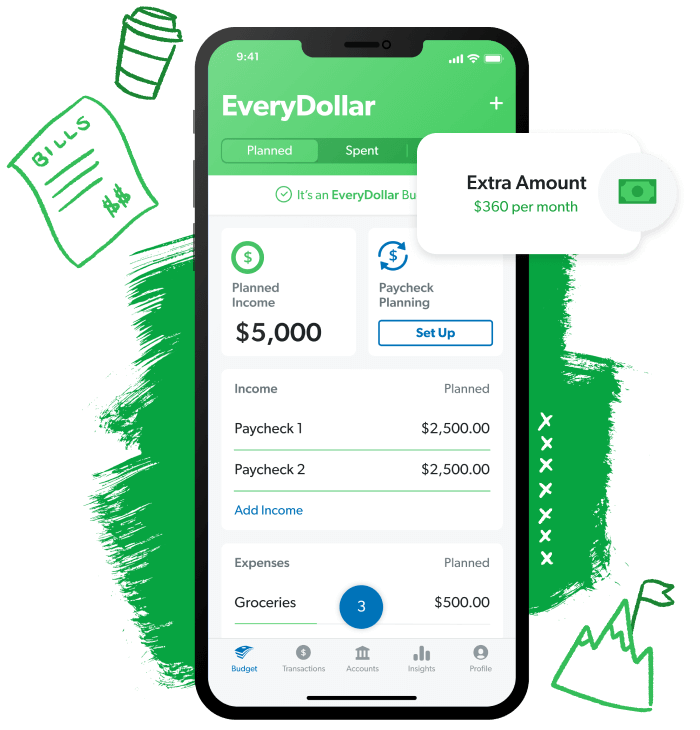 BILLS
$$
9:41
EveryDollar
+
Planned Spent
It's an EveryDollar Bu
Extra Amount
$360 per month
$
Planned
Income
$5,000
$
Paycheck
Planning
Set Up
Income Planned
Paycheck 1 $2,500.00
Paycheck 2 $2,500.00
Add Income
Expenses Planned
Groceries $500.00
3
$
Budget Transactions Accounts Insights Profile